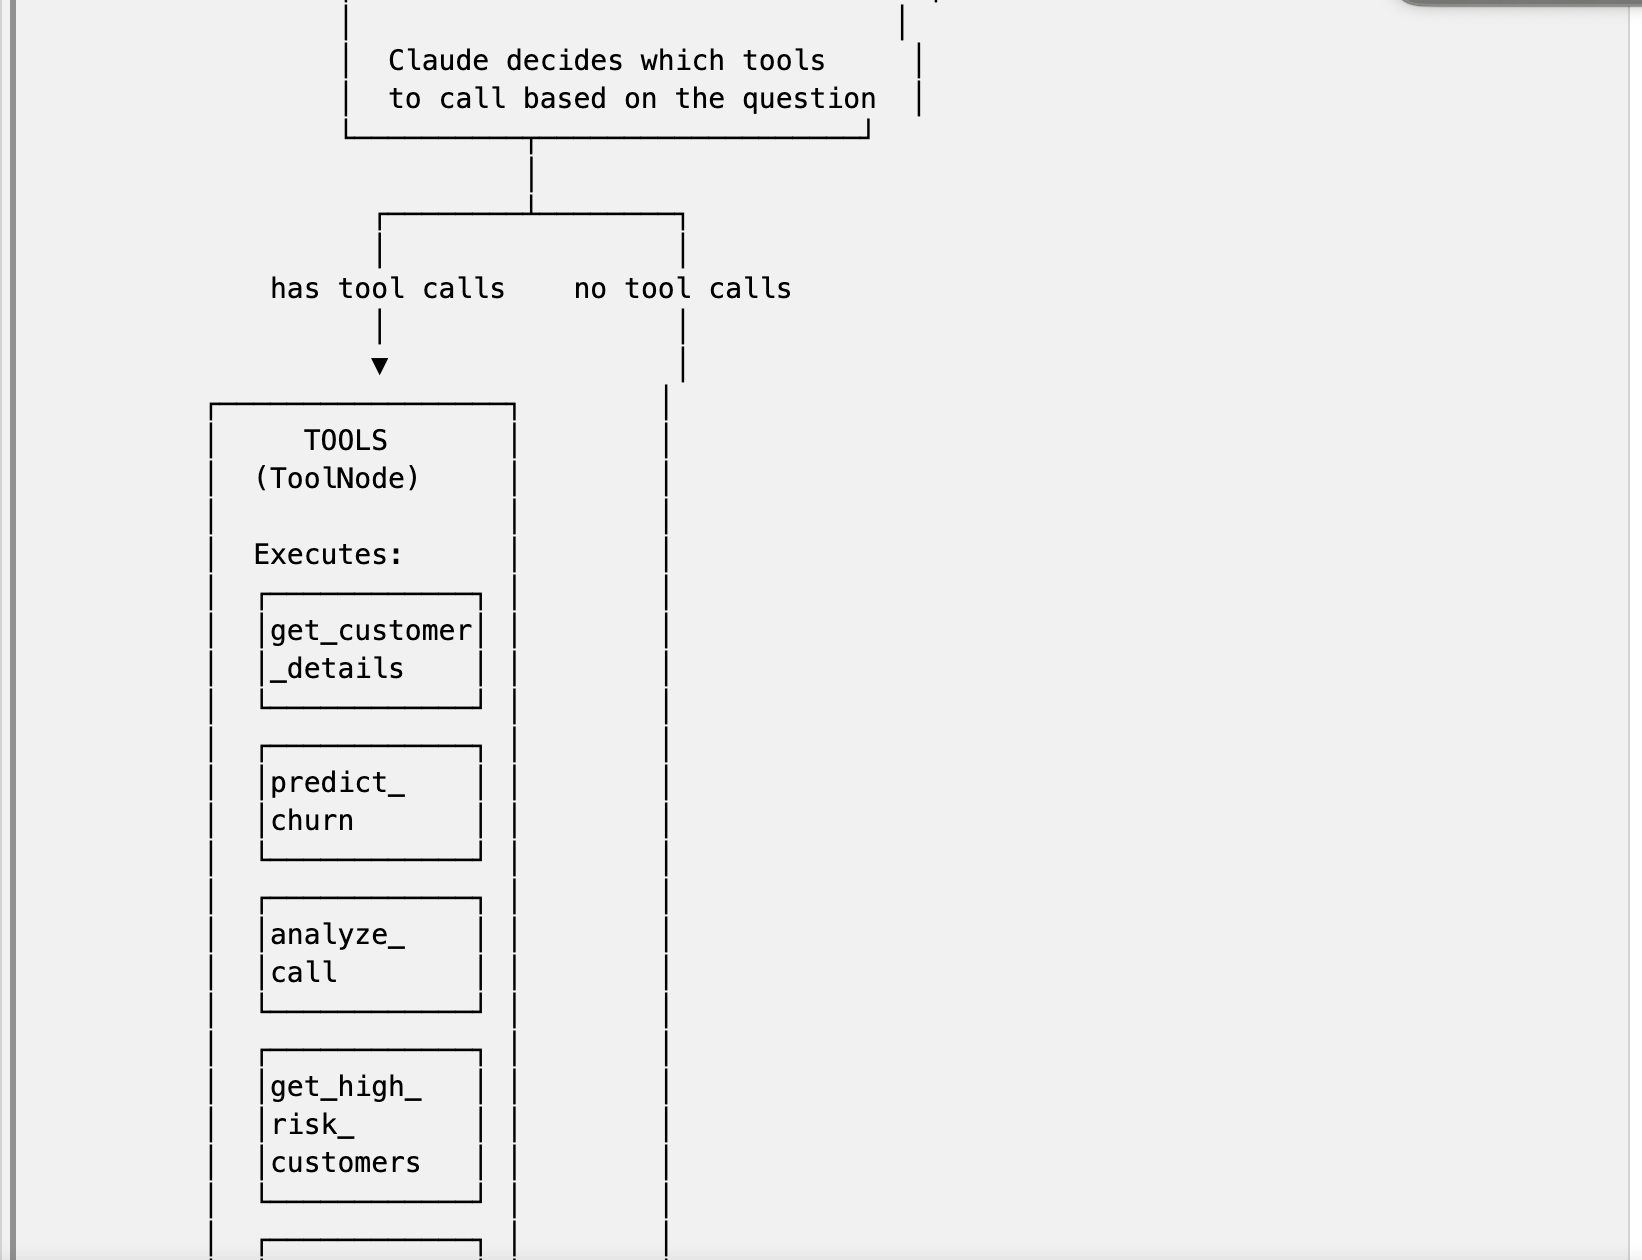 Claude decides which tools
to call based on the question
has tool calls no tool calls
TOOLS
(ToolNode)
Executes:
get_customer
_details
predict_
churn
analyze_
call
get_high_
risk_
customers